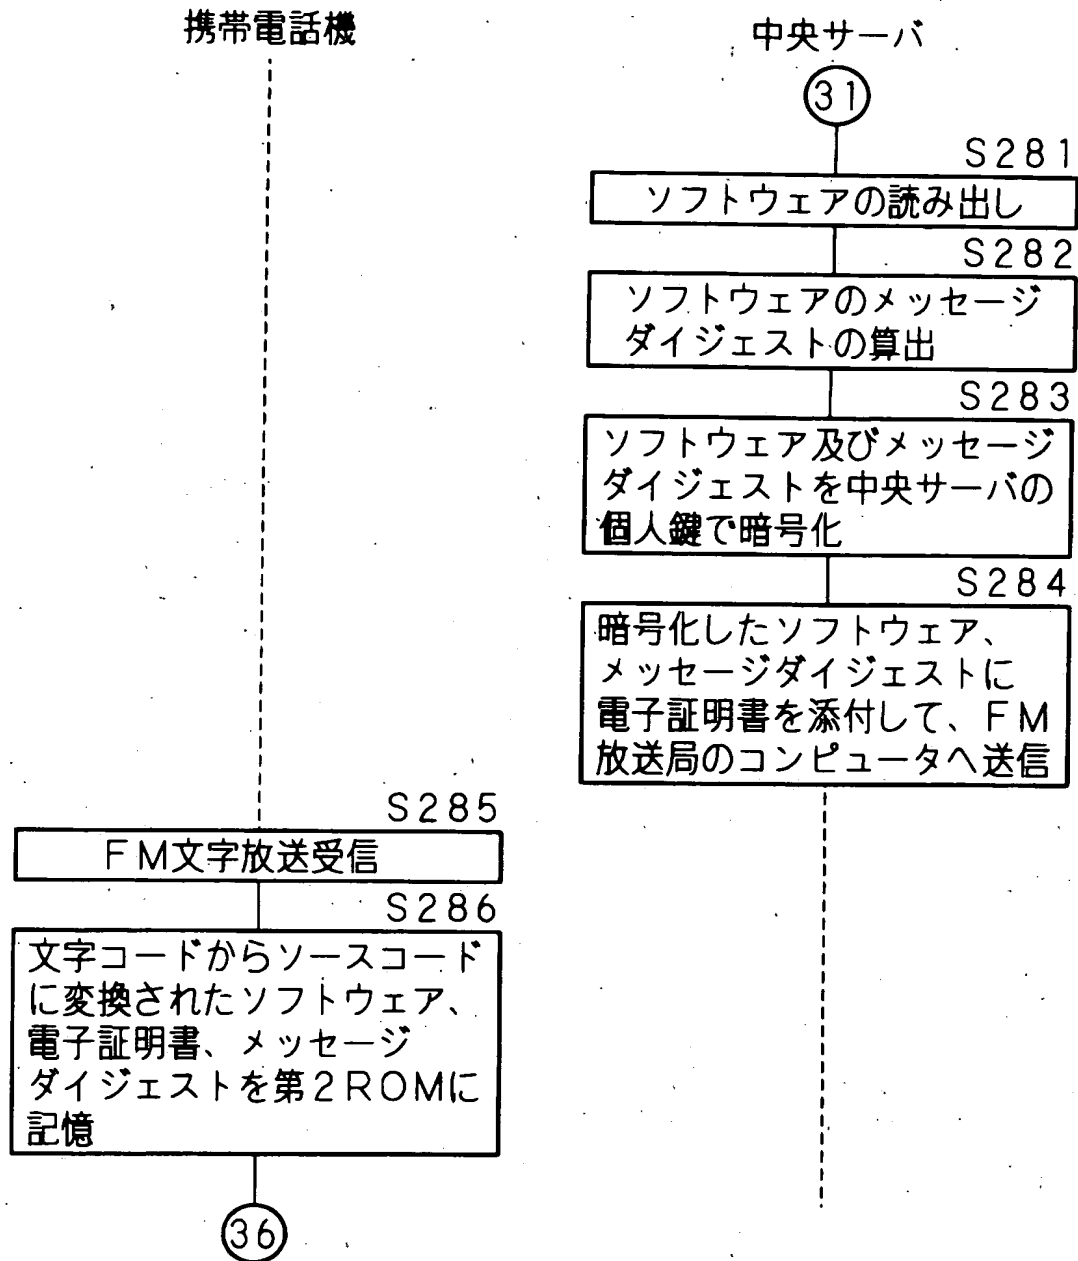 携帯電話機
中央サーバ
31
S281
ソフトウェアの読み出し
S282
ソフトウェアのメッセージ
ダイジェストの算出
S283
ソフトウェア及びメッセージ
ダイジェストを中央サーバの
個人鍵で暗号化
S284
暗号化したソフトウェア、
メッセージダイジェストに
電子証明書を添付して、FM
放送局のコンピュータへ送信
S285
FM文字放送受信
S286
文字コードからソースコード
に変換されたソフトウェア、
電子証明書、メッセージ
ダイジェストを第2ROMに
記憶
36